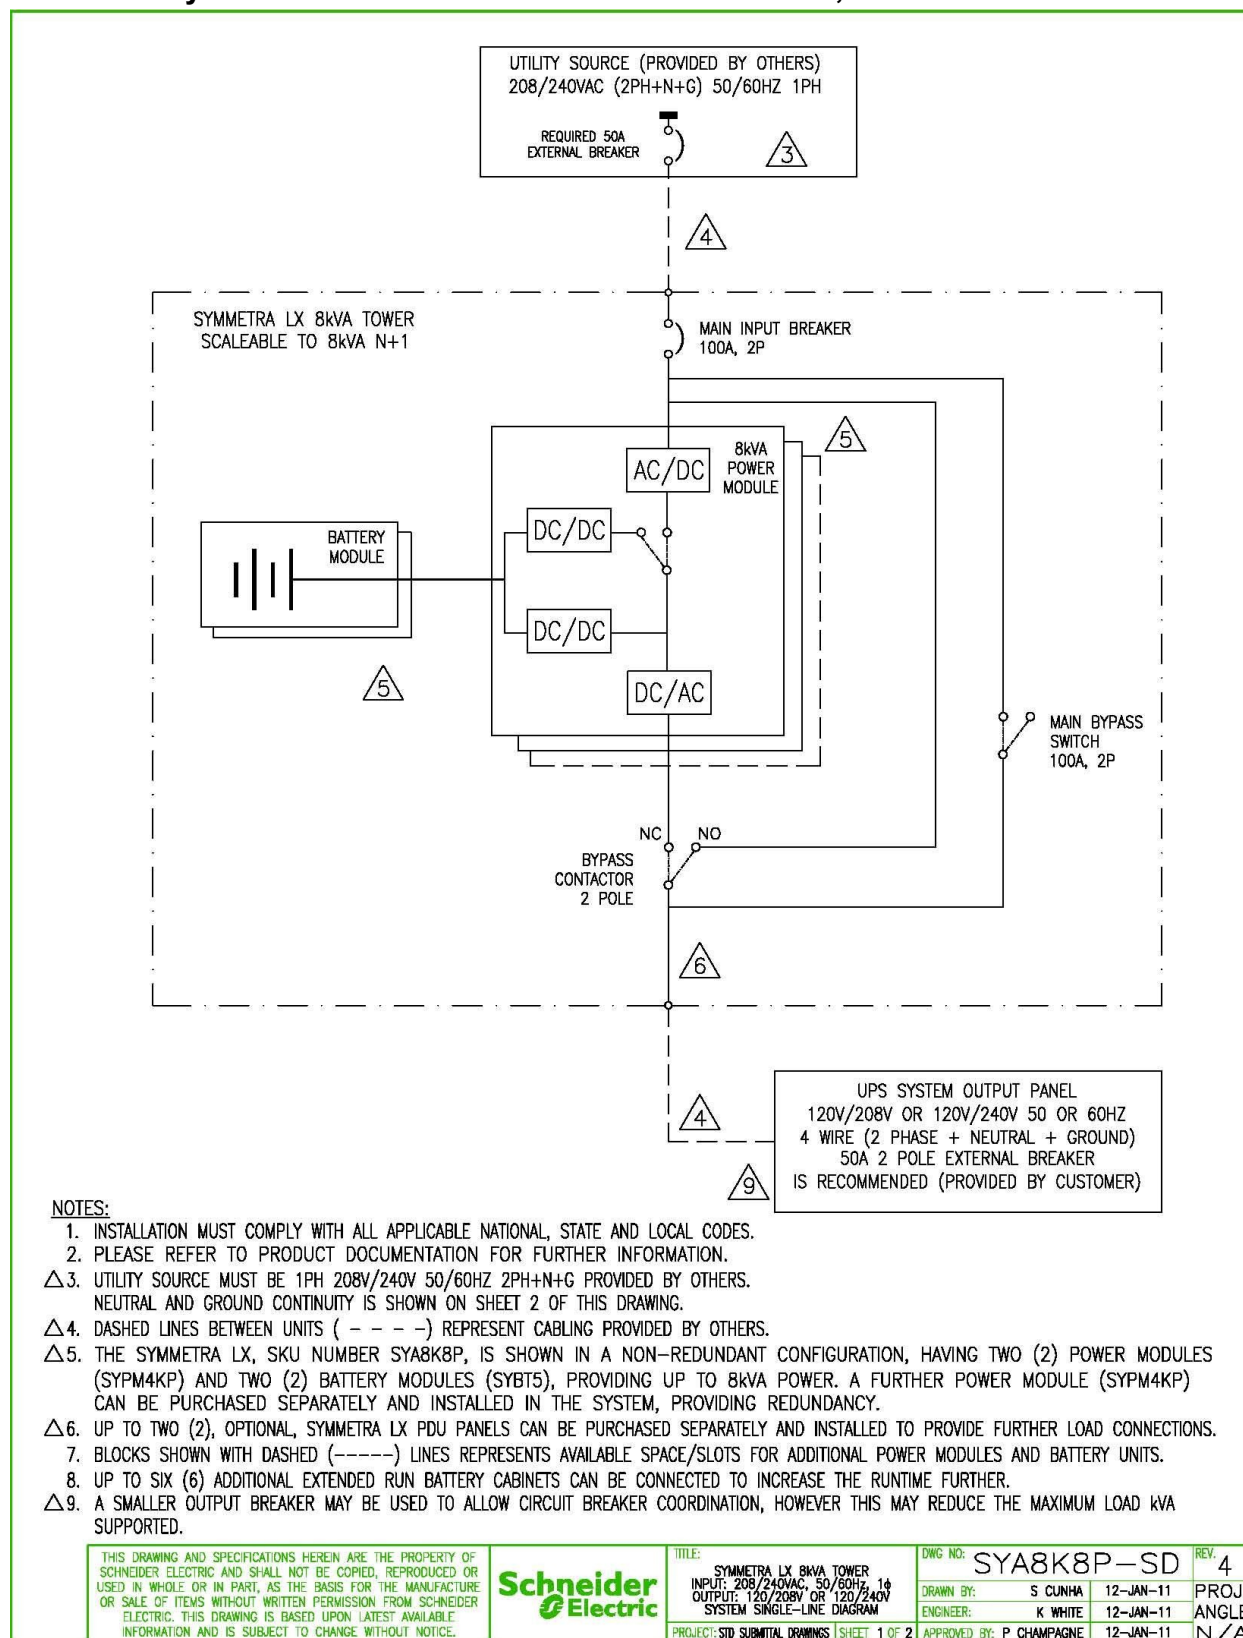 UTILITY SOURCE (PROVIDED BY OTHERS)
208/240VAC (2PH+N+G) 50/60HZ 1PH
REQUIRED 50A
EXTERNAL BREAKER
3
4
SYMMETRA LX 8kVA TOWER
SCALEABLE TO 8kVA N+1
MAIN INPUT BREAKER
100A, 2P
5
8kVA
POWER
MODULE
AC/DC
DC/DC
BATTERY
MODULE
DC/DC
5
DC/AC
MAIN BYPASS
SWITCH
100A, 2P
NC
NO
BYPASS
CONTACTOR
2 POLE
6
4
UPS SYSTEM OUTPUT PANEL
120V/208V OR 120V/240V 50 OR 60HZ
4 WIRE (2 PHASE + NEUTRAL + GROUND)
50A 2 POLE EXTERNAL BREAKER
IS RECOMMENDED (PROVIDED BY CUSTOMER)
9
NOTES:
1. INSTALLATION MUST COMPLY WITH ALL APPLICABLE NATIONAL, STATE AND LOCAL CODES.
2. PLEASE REFER TO PRODUCT DOCUMENTATION FOR FURTHER INFORMATION.
△3. UTILITY SOURCE MUST BE 1PH 208V/240V 50/60HZ 2PH+N+G PROVIDED BY OTHERS.
NEUTRAL AND GROUND CONTINUITY IS SHOWN ON SHEET 2 OF THIS DRAWING.
△4. DASHED LINES BETWEEN UNITS ( - - - -) REPRESENT CABLING PROVIDED BY OTHERS.
△5. THE SYMMETRA LX, SKU NUMBER SYA8K8P, IS SHOWN IN A NON-REDUNDANT CONFIGURATION, HAVING TWO (2) POWER MODULES
(SYPM4KP) AND TWO (2) BATTERY MODULES (SYBT5), PROVIDING UP TO 8kVA POWER. A FURTHER POWER MODULE (SYPM4KP)
CAN BE PURCHASED SEPARATELY AND INSTALLED IN THE SYSTEM, PROVIDING REDUNDANCY.
△6. UP TO TWO (2), OPTIONAL, SYMMETRA LX PDU PANELS CAN BE PURCHASED SEPARATELY AND INSTALLED TO PROVIDE FURTHER LOAD CONNECTIONS.
7. BLOCKS SHOWN WITH DASHED (-----) LINES REPRESENTS AVAILABLE SPACE/SLOTS FOR ADDITIONAL POWER MODULES AND BATTERY UNITS.
8. UP TO SIX (6) ADDITIONAL EXTENDED RUN BATTERY CABINETS CAN BE CONNECTED TO INCREASE THE RUNTIME FURTHER.
△9. A SMALLER OUTPUT BREAKER MAY BE USED TO ALLOW CIRCUIT BREAKER COORDINATION, HOWEVER THIS MAY REDUCE THE MAXIMUM LOAD kVA
SUPPORTED.
THIS DRAWING AND SPECIFICATIONS HEREIN ARE THE PROPERTY OF
SCHNEIDER ELECTRIC AND SHALL NOT BE COPIED, REPRODUCED OR
USED IN WHOLE OR IN PART, AS THE BASIS FOR THE MANUFACTURE
OR SALE OF ITEMS WITHOUT WRITTEN PERMISSION FROM SCHNEIDER
ELECTRIC. THIS DRAWING IS BASED UPON LATEST AVAILABLE
INFORMATION AND IS SUBJECT TO CHANGE WITHOUT NOTICE.
Schneider
Electric
TITLE:
SYMMETRA LX 8kVA TOWER
INPUT: 208/240VAC, 50/60Hz, 1ϕ
OUTPUT: 120/208V OR 120/240V
SYSTEM SINGLE-LINE DIAGRAM
PROJECT: STD SUBMITTAL DRAWINGS SHEET 1 OF 2
DWG NO: SYA8K8P-SD
REV. 4
DRAWN BY: S CUNHA 12-JAN-11
ENGINEER: K WHITE 12-JAN-11
APPROVED BY: P CHAMPAGNE 12-JAN-11
PROJ
ANGLE
N/A